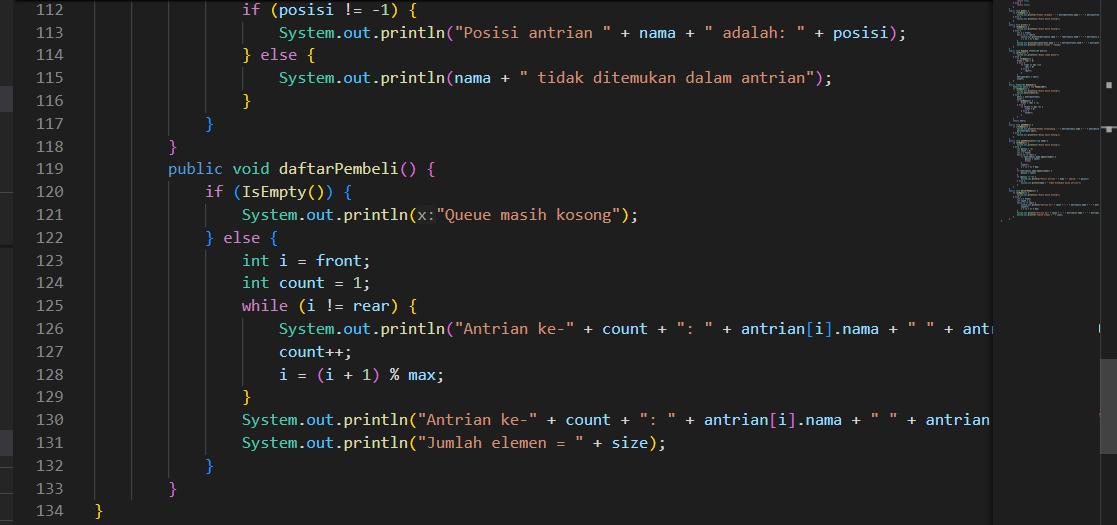 112 if (posisi != -1) {
113 System.out.println("Posisi antrian " + nama + " adalah: " + posisi);
114 } else {
115 System.out.println(nama + " tidak ditemukan dalam antrian");
116 }
117 }
118 }
119 public void daftarPembeli() {
120 if (IsEmpty()) {
121 System.out.println(x:"Queue masih kosong");
122 } else {
123 int i = front;
124 int count = 1;
125 while (i != rear) {
126 System.out.println("Antrian ke-" + count + ": " + antrian[i].nama + " " + antr
127 count++;
128 i = (i + 1) % max;
129 }
130 System.out.println("Antrian ke-" + count + ": " + antrian[i].nama + " " + antrian
131 System.out.println("Jumlah elemen = " + size);
132 }
133 }
134 }